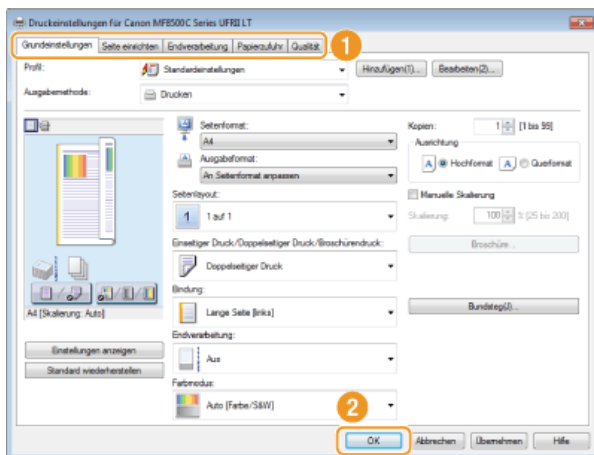 Druckeinstellungen für Canon MF8500C Series UFRII LT
Grundeinstellungen Seite einrichten Endverarbeitung Papierzufuhr Qualität 1
Profil: Standardeinstellungen Hinzufügen(1)... Bearbeiten(2)...
Ausgabemethode: Drucken
Seitenformat: Kopien: 1 [1 bis 99]
A4 Ausrichtung
Ausgabeformat: A Hochformat A Querformat
An Seitenformat anpassen
Seitenlayout: Manuelle Skalierung
1 1 auf 1 Skalierung: 100 % [25 bis 200]
Einseitiger Druck/Doppelseitiger Druck/Broschürendruck: Broschüre...
Doppelseitiger Druck
Bindung:
A4 [Skalierung: Auto] Lange Seite [links] Bundsteg(J)...
Endverarbeitung:
Einstellungen anzeigen Aus
Standard wiederherstellen
Farbmodus:
Auto [Farbe/S&W] 2
OK Abbrechen Übernehmen Hilfe